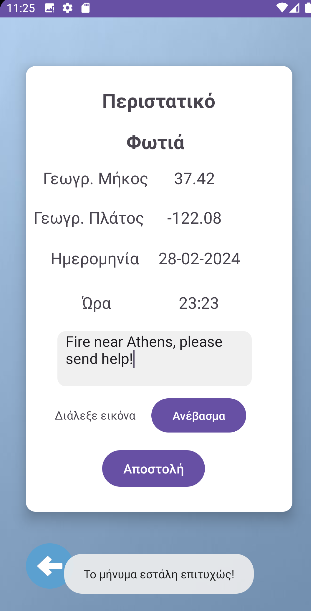 11:25
Περιστατικό
Φωτιά
Γεωγρ. Μήκος 37.42
Γεωγρ. Πλάτος -122.08
Ημερομηνία 28-02-2024
Ώρα 23:23
Fire near Athens, please
send help!
Διάλεξε εικόνα Ανέβασμα
Αποστολή
Το μήνυμα εστάλη επιτυχώς!